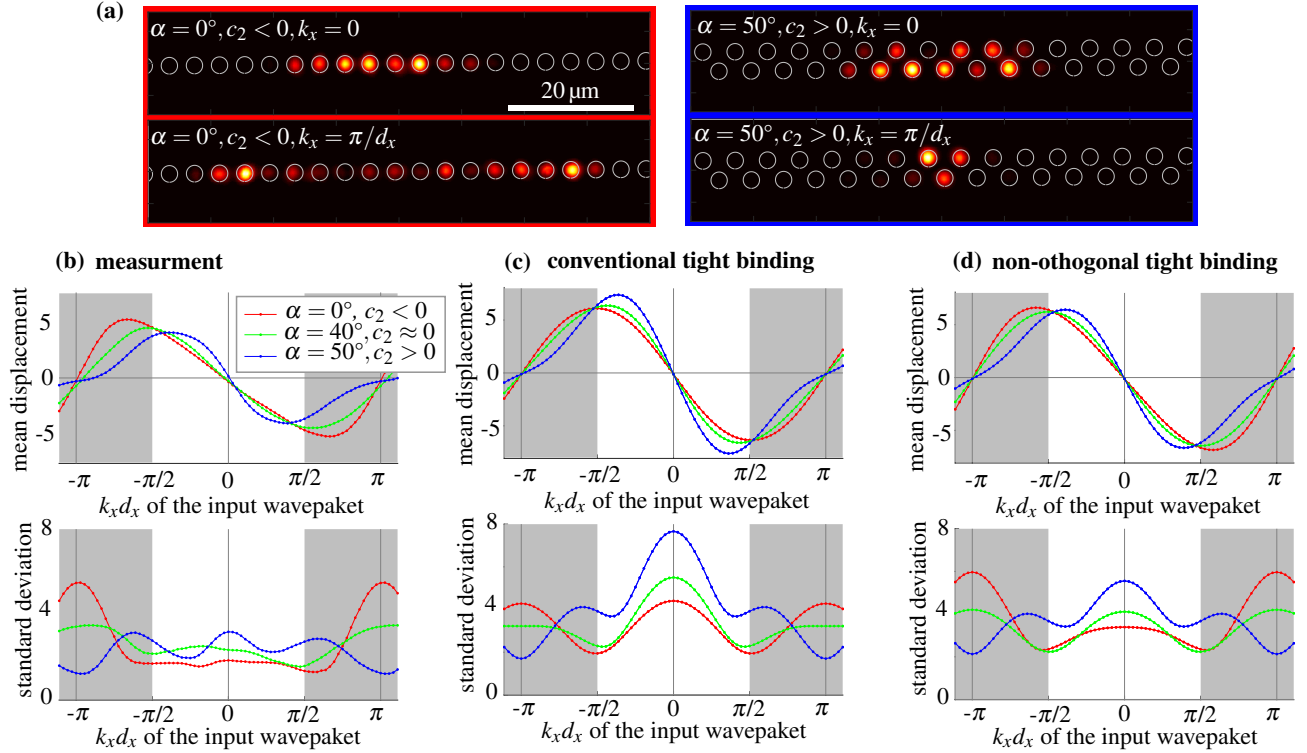 (a)
α = 0°, c₂ < 0, kₓ = 0
20 µm
α = 0°, c₂ < 0, kₓ = π/dₓ
α = 50°, c₂ > 0, kₓ = 0
α = 50°, c₂ > 0, kₓ = π/dₓ
(b) measurment
(c) conventional tight binding
(d) non-othogonal tight binding
mean displacement
5
0
-5
-π -π/2 0 π/2 π
kₓdₓ of the input wavepaket
α = 0°, c₂ < 0
α = 40°, c₂ ≈ 0
α = 50°, c₂ > 0
mean displacement
5
0
-5
-π -π/2 0 π/2 π
kₓdₓ of the input wavepaket
mean displacement
5
0
-5
-π -π/2 0 π/2 π
kₓdₓ of the input wavepaket
standard deviation
8
4
0
-π -π/2 0 π/2 π
kₓdₓ of the input wavepaket
standard deviation
8
4
0
-π -π/2 0 π/2 π
kₓdₓ of the input wavepaket
standard deviation
8
4
0
-π -π/2 0 π/2 π
kₓdₓ of the input wavepaket